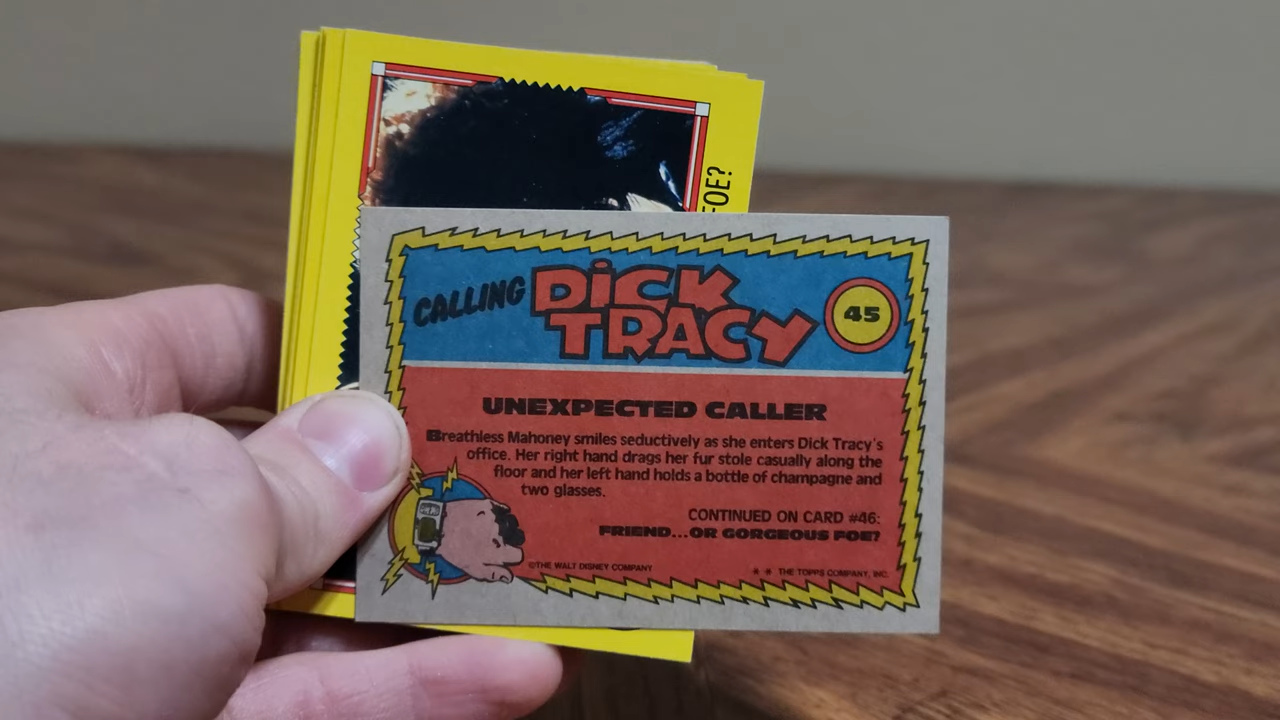 FOE?
CALLING DICK TRACY
45
UNEXPECTED CALLER
Breathless Mahoney smiles seductively as she enters Dick Tracy's
office. Her right hand drags her fur stole casually along the
floor and her left hand holds a bottle of champagne and
two glasses.
CONTINUED ON CARD #46:
FRIEND...OR GORGEOUS FOE?
©THE WALT DISNEY COMPANY
* * THE TOPPS COMPANY, INC.